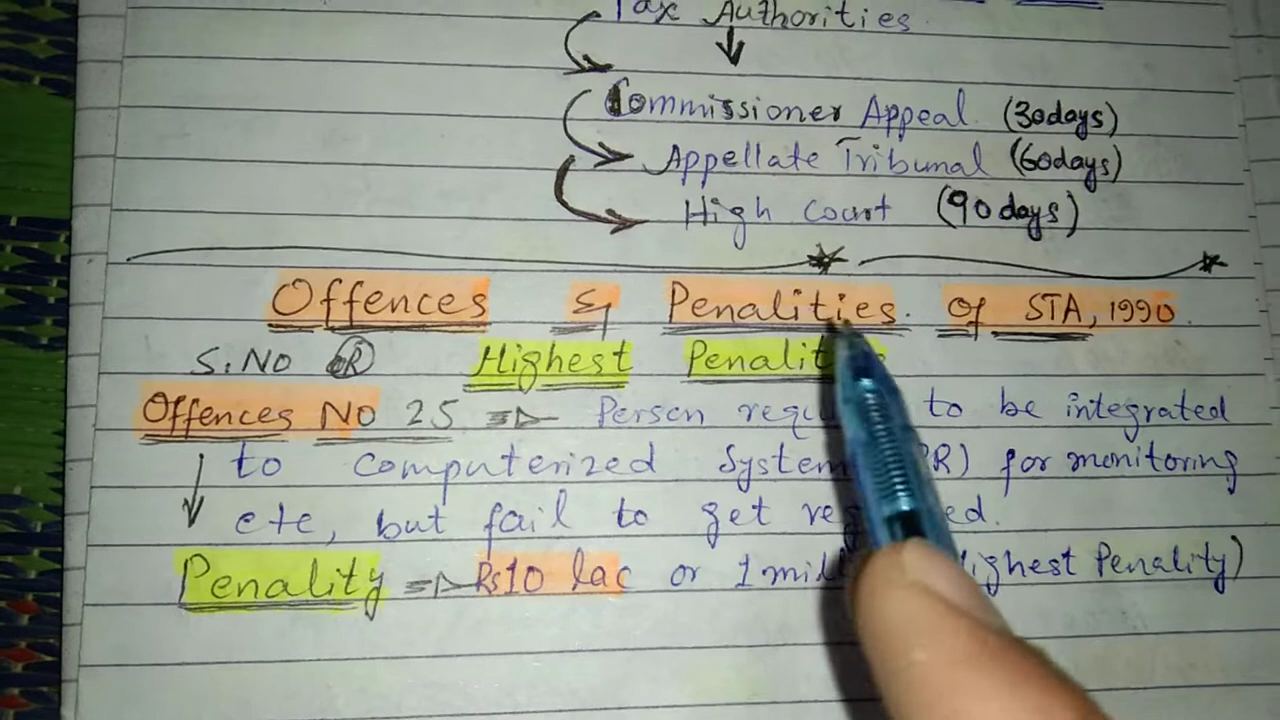 Tax Authorities
Commissioner Appeal (30days)
Appellate Tribunal (60days)
High Court (90days)
Offences & Penalities. Of STA, 1990.
S.No R Highest
Offences No 25 Person to be integrated
to Computerized System for monitoring
etc, but fail to get
Penality Rs10 lac or 1 Highest Penality)